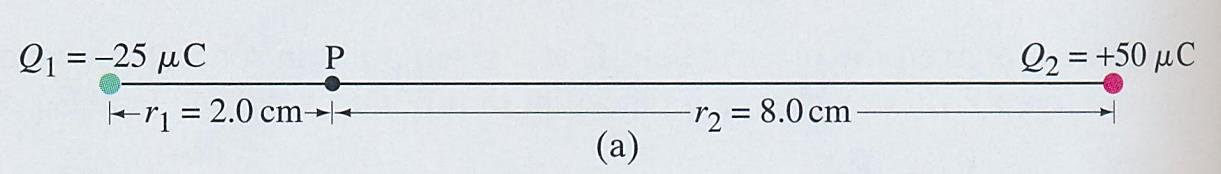 Q₁ = –25 μC P Q₂ = +50 μC
r₁ = 2.0 cm r₂ = 8.0 cm
(a)